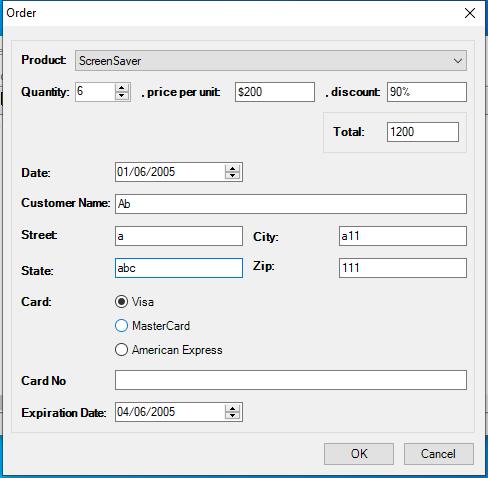 Order
Product: ScreenSaver
Quantity: 6 , price per unit: $200 , discount: 90%
Total: 1200
Date: 01/06/2005
Customer Name: Ab
Street: a City: a11
State: abc Zip: 111
Card: Visa
MasterCard
American Express
Card No
Expiration Date: 04/06/2005
OK Cancel